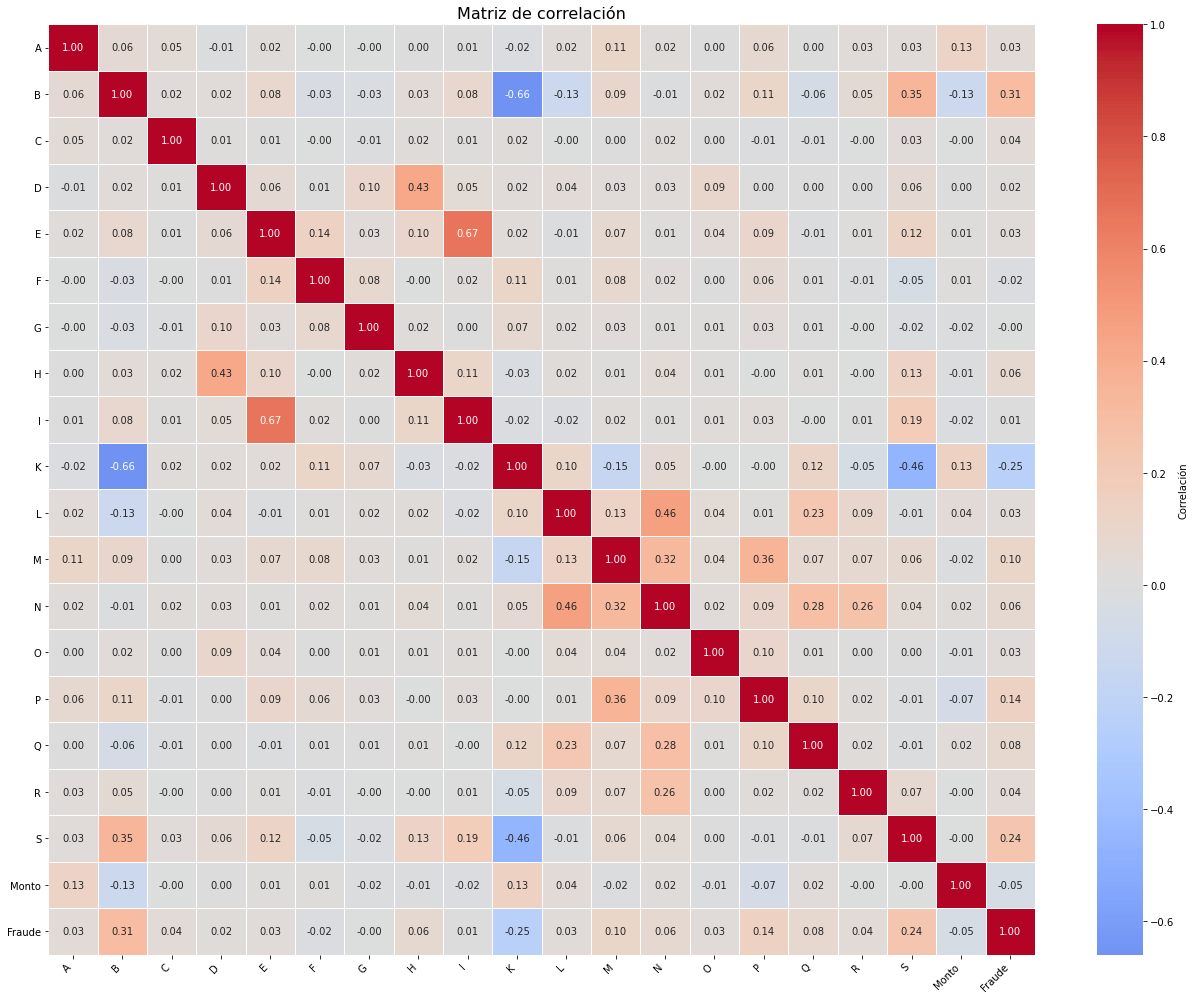 Matriz de correlación
A 1.00 0.06 0.05 -0.01 0.02 -0.00 -0.00 0.00 0.01 -0.02 0.02 0.11 0.02 0.00 0.06 0.00 0.03 0.03 0.13 0.03
B 0.06 1.00 0.02 0.02 0.08 -0.03 -0.03 0.03 0.08 -0.66 -0.13 0.09 -0.01 0.02 0.11 -0.06 0.05 0.35 -0.13 0.31
C 0.05 0.02 1.00 0.01 0.01 -0.00 -0.01 0.02 0.01 0.02 -0.00 0.00 0.02 0.00 -0.01 -0.01 -0.00 0.03 -0.00 0.04
D -0.01 0.02 0.01 1.00 0.06 0.01 0.10 0.43 0.05 0.02 0.04 0.03 0.03 0.09 0.00 0.00 0.00 0.06 0.00 0.02
E 0.02 0.08 0.01 0.06 1.00 0.14 0.03 0.10 0.67 0.02 -0.01 0.07 0.01 0.04 0.09 -0.01 0.01 0.12 0.01 0.03
F -0.00 -0.03 -0.00 0.01 0.14 1.00 0.08 -0.00 0.02 0.11 0.01 0.08 0.02 0.00 0.06 0.01 -0.01 -0.05 0.01 -0.02
G -0.00 -0.03 -0.01 0.10 0.03 0.08 1.00 0.02 0.00 0.07 0.02 0.03 0.01 0.01 0.03 0.01 -0.00 -0.02 -0.02 -0.00
H 0.00 0.03 0.02 0.43 0.10 -0.00 0.02 1.00 0.11 -0.03 0.02 0.01 0.04 0.01 -0.00 0.01 -0.00 0.13 -0.01 0.06
I 0.01 0.08 0.01 0.05 0.67 0.02 0.00 0.11 1.00 -0.02 -0.02 0.02 0.01 0.01 0.03 -0.00 0.01 0.19 -0.02 0.01
K -0.02 -0.66 0.02 0.02 0.02 0.11 0.07 -0.03 -0.02 1.00 0.10 -0.15 0.05 -0.00 -0.00 0.12 -0.05 -0.46 0.13 -0.25
L 0.02 -0.13 -0.00 0.04 -0.01 0.01 0.02 0.02 -0.02 0.10 1.00 0.13 0.46 0.04 0.01 0.23 0.09 -0.01 0.04 0.03
M 0.11 0.09 0.00 0.03 0.07 0.08 0.03 0.01 0.02 -0.15 0.13 1.00 0.32 0.04 0.36 0.07 0.07 0.06 -0.02 0.10
N 0.02 -0.01 0.02 0.03 0.01 0.02 0.01 0.04 0.01 0.05 0.46 0.32 1.00 0.02 0.09 0.28 0.26 0.04 0.02 0.06
O 0.00 0.02 0.00 0.09 0.04 0.00 0.01 0.01 0.01 -0.00 0.04 0.04 0.02 1.00 0.10 0.01 0.00 0.00 -0.01 0.03
P 0.06 0.11 -0.01 0.00 0.09 0.06 0.03 -0.00 0.03 -0.00 0.01 0.36 0.09 0.10 1.00 0.10 0.02 -0.01 -0.07 0.14
Q 0.00 -0.06 -0.01 0.00 -0.01 0.01 0.01 0.01 -0.00 0.12 0.23 0.07 0.28 0.01 0.10 1.00 0.02 -0.01 0.02 0.08
R 0.03 0.05 -0.00 0.00 0.01 -0.01 -0.00 -0.00 0.01 -0.05 0.09 0.07 0.26 0.00 0.02 0.02 1.00 0.07 -0.00 0.04
S 0.03 0.35 0.03 0.06 0.12 -0.05 -0.02 0.13 0.19 -0.46 -0.01 0.06 0.04 0.00 -0.01 -0.01 0.07 1.00 -0.00 0.24
Monto 0.13 -0.13 -0.00 0.00 0.01 0.01 -0.02 -0.01 -0.02 0.13 0.04 -0.02 0.02 -0.01 -0.07 0.02 -0.00 -0.00 1.00 -0.05
Fraude 0.03 0.31 0.04 0.02 0.03 -0.02 -0.00 0.06 0.01 -0.25 0.03 0.10 0.06 0.03 0.14 0.08 0.04 0.24 -0.05 1.00
A B C D E F G H I K L M N O P Q R S Monto Fraude
1.0
0.8
0.6
0.4
0.2
0.0
−0.2
−0.4
−0.6
Correlación